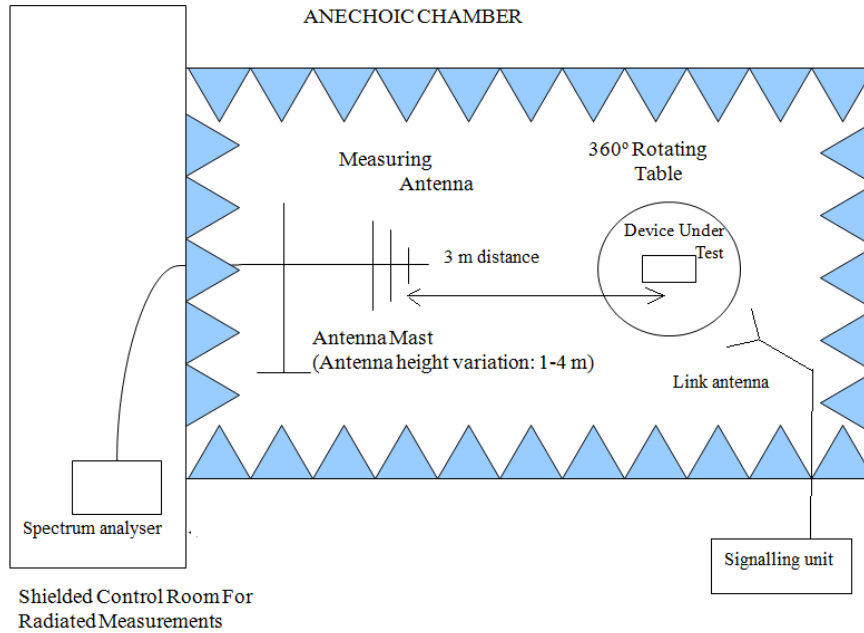 ANECHOIC CHAMBER
Measuring
Antenna
360º Rotating
Table
Device Under
Test
3 m distance
Antenna Mast
(Antenna height variation: 1-4 m)
Link antenna
Spectrum analyser
Signalling unit
Shielded Control Room For
Radiated Measurements